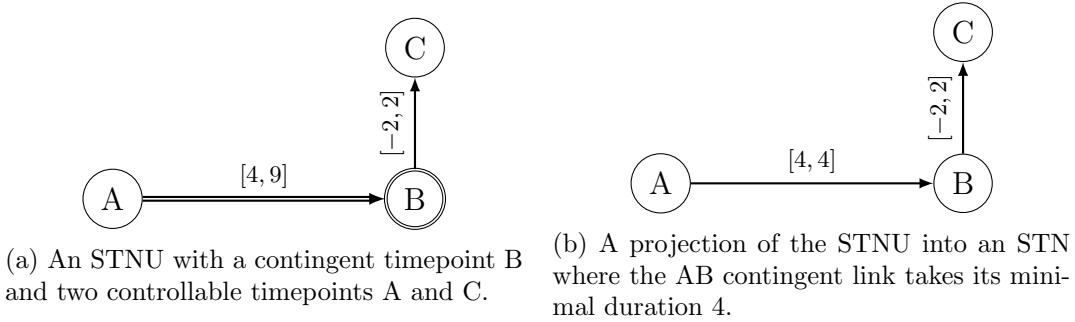 C
[−2, 2]
[4, 9]
A
B
(a) An STNU with a contingent timepoint B
and two controllable timepoints A and C.
C
[−2, 2]
[4, 4]
A
B
(b) A projection of the STNU into an STN
where the AB contingent link takes its mini-
mal duration 4.